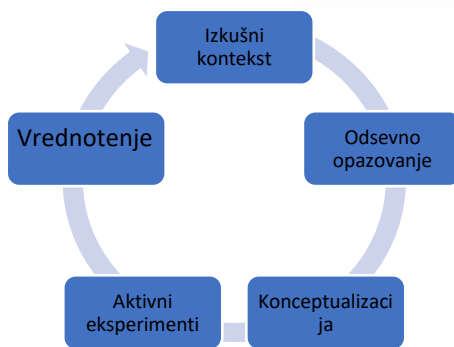 Izkušni
kontekst
Odsevno
opazovanje
Konceptualizaci
ja
Aktivni
eksperimenti
Vrednotenje